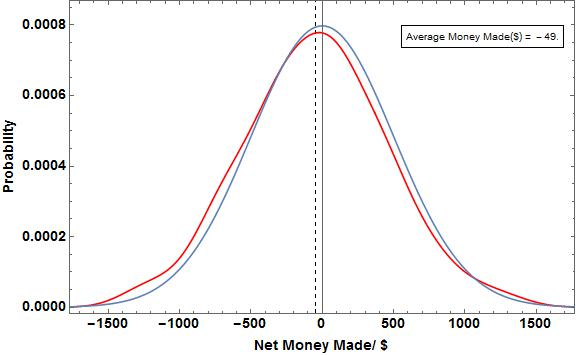 0.0008
Average Money Made($) = − 49.
0.0006
0.0004
0.0002
0.0000
Probability
−1500 −1000 −500 0 500 1000 1500
Net Money Made/ $